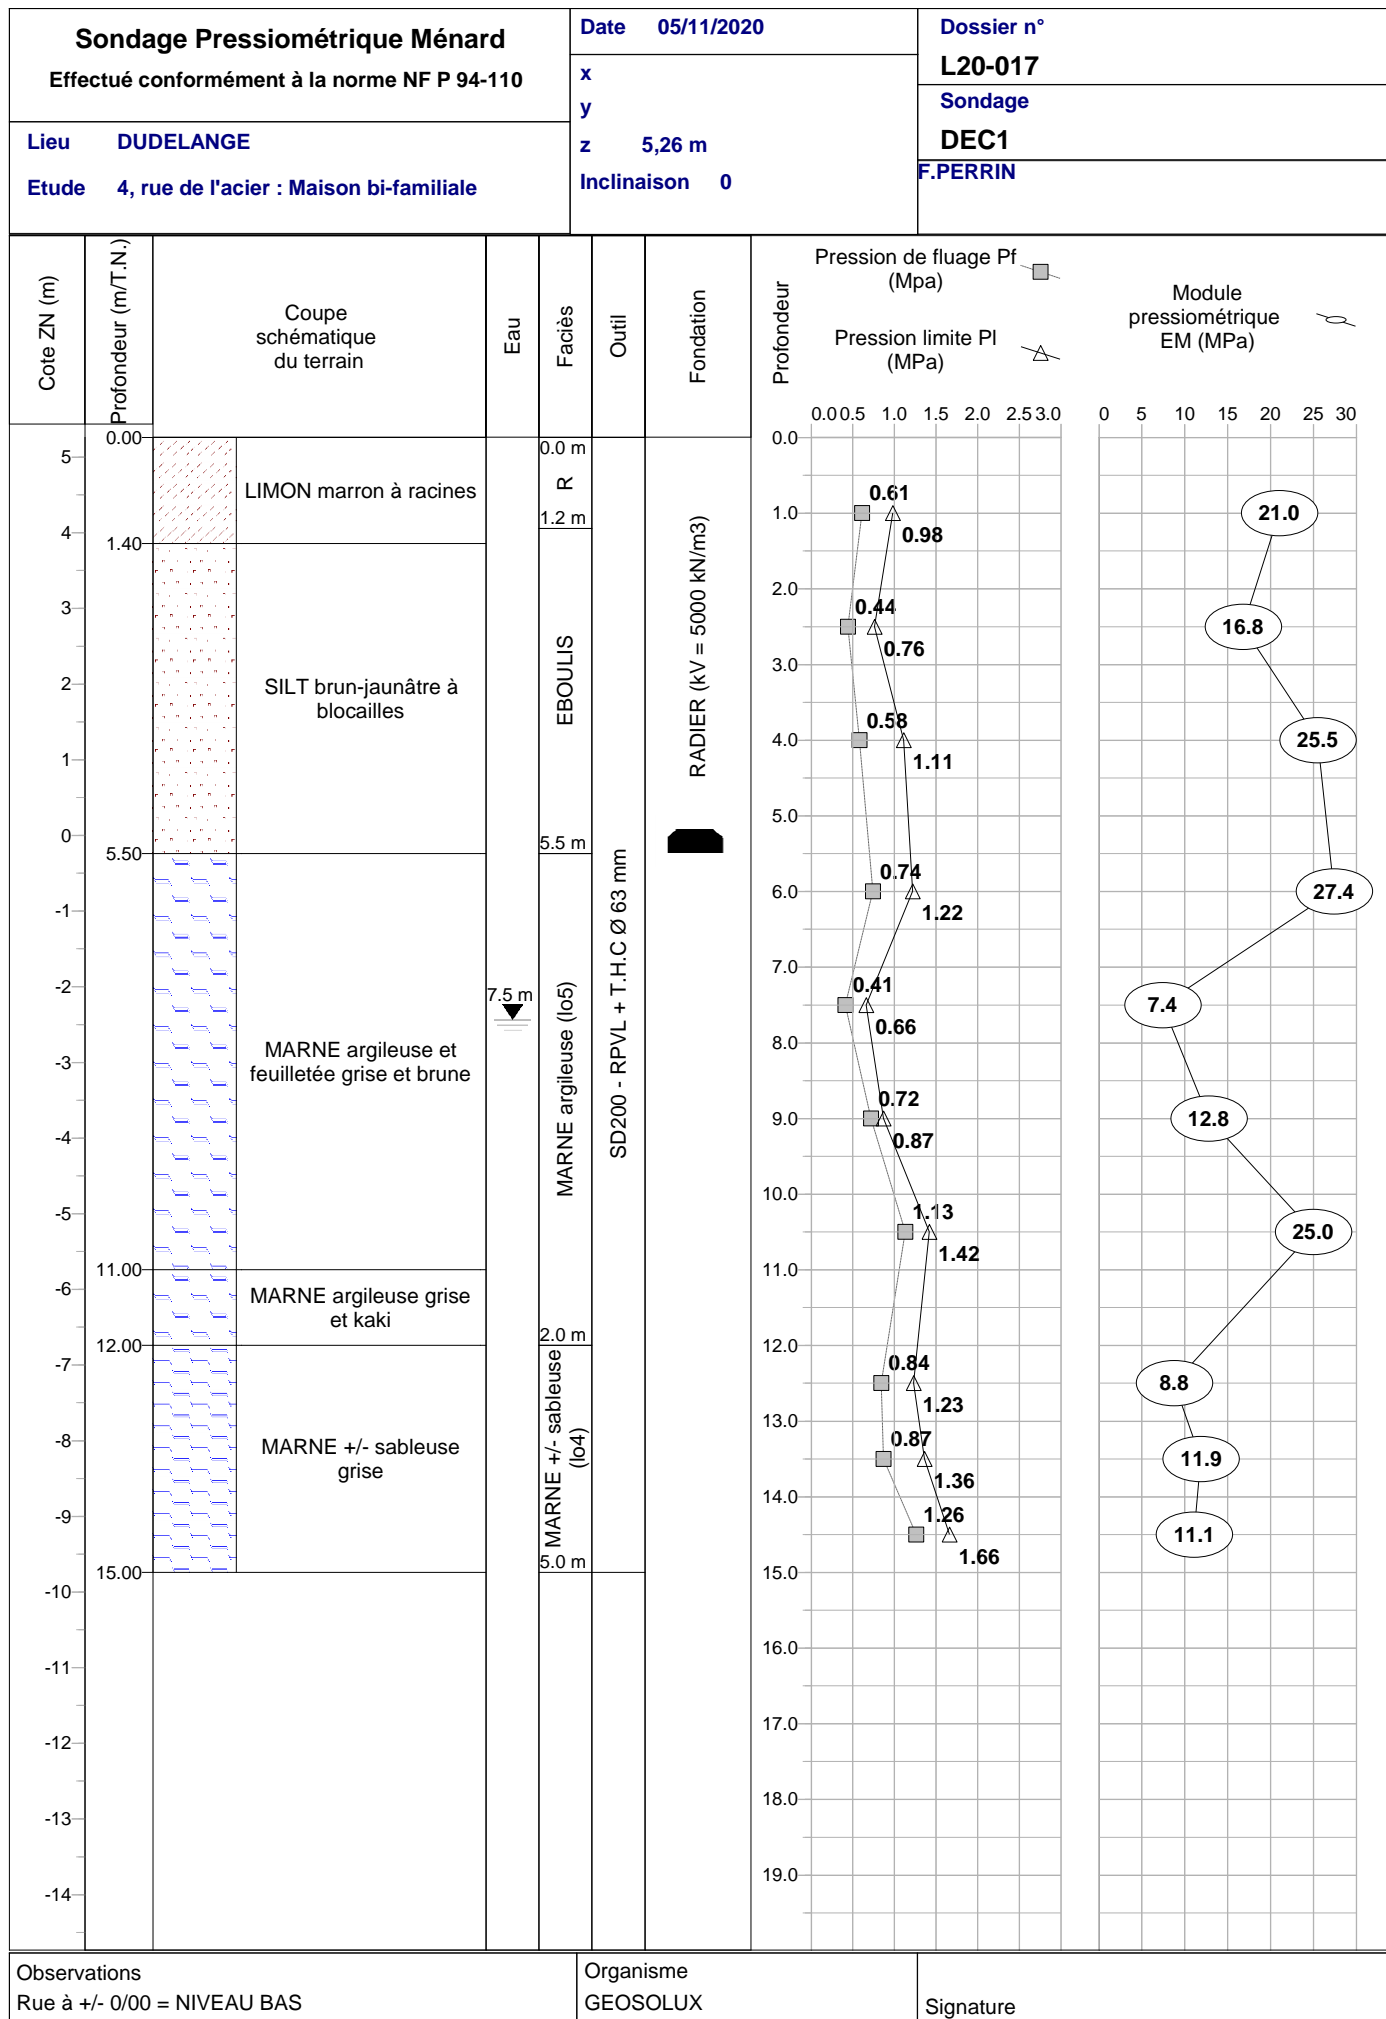 Sondage Pressiométrique Ménard
Effectué conformément à la norme NF P 94-110
Lieu DUDELANGE
Etude 4, rue de l'acier : Maison bi-familiale
Date 05/11/2020
x
y
z 5,26 m
Inclinaison 0
Dossier n°
L20-017
Sondage
DEC1
F.PERRIN
Cote ZN (m)
Profondeur (m/T.N.)
Coupe
schématique
du terrain
Eau
Faciès
Outil
Fondation
Profondeur
Pression de fluage Pf
(Mpa)
Pression limite Pl
(MPa)
Module
pressiométrique
EM (MPa)
0.0 0.5 1.0 1.5 2.0 2.5 3.0
0 5 10 15 20 25 30
5
4
3
2
1
0
-1
-2
-3
-4
-5
-6
-7
-8
-9
-10
-11
-12
-13
-14
0.00
1.40
5.50
11.00
12.00
15.00
LIMON marron à racines
SILT brun-jaunâtre à
blocailles
MARNE argileuse et
feuilletée grise et brune
MARNE argileuse grise
et kaki
MARNE +/- sableuse
grise
7.5 m
0.0 m
R
1.2 m
EBOULIS
5.5 m
MARNE argileuse (lo5)
2.0 m
MARNE +/- sableuse
(lo4)
5.0 m
SD200 - RPVL + T.H.C Ø 63 mm
RADIER (kV = 5000 kN/m3)
0.0
1.0
2.0
3.0
4.0
5.0
6.0
7.0
8.0
9.0
10.0
11.0
12.0
13.0
14.0
15.0
16.0
17.0
18.0
19.0
0.61
0.98
0.44
0.76
0.58
1.11
0.74
1.22
0.41
0.66
0.72
0.87
1.13
1.42
0.84
1.23
0.87
1.36
1.26
1.66
21.0
16.8
25.5
27.4
7.4
12.8
25.0
8.8
11.9
11.1
Observations
Rue à +/- 0/00 = NIVEAU BAS
Organisme
GEOSOLUX
Signature